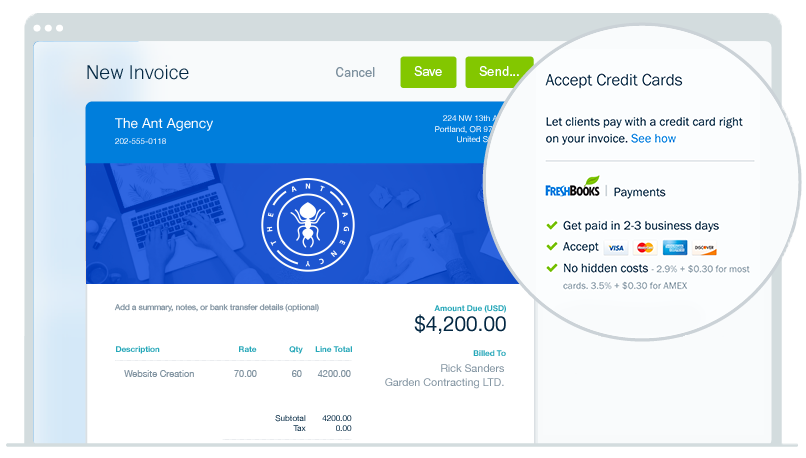 New Invoice
Cancel
Save
Send...
The Ant Agency
202-555-0118
224 NW 13th
Portland, OR
United
THE ANT AGENCY
Add a summary, notes, or bank transfer details (optional)
Amount Due (USD)
$4,200.00
Billed To
Rick Sanders
Garden Contracting LTD.
Description Rate Qty Line Total
Website Creation 70.00 60 4200.00
Subtotal 4200.00
Tax 0.00
Accept Credit Cards
Let clients pay with a credit card right
on your invoice. See how
FRESHBOOKS | Payments
Get paid in 2-3 business days
Accept VISA MasterCard AMERICAN EXPRESS DISCOVER
No hidden costs - 2.9% + $0.30 for most
cards. 3.5% + $0.30 for AMEX